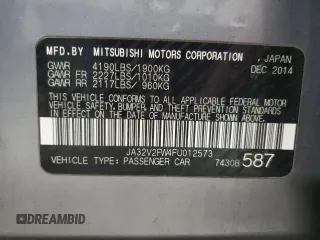 MFD.BY MITSUBISHI MOTORS CORPORATION, JAPAN
GVWR 4190LBS/1900KG DEC 2014
GAWR FR 2227LBS/1010KG
GAWR RR 2117LBS/ 960KG
THIS VEHICLE CONFORMS TO ALL APPLICABLE
FEDERAL MOTOR VEHICLE SAFETY, BUMPER,
AND THEFT PREVENTION STANDARDS IN
EFFECT ON THE DATE OF MANUFACTURE
SHOWN ABOVE.
JA32V2FW4FU012573
VEHICLE TYPE: PASSENGER CAR 74308 587
AUTOBIDMASTER
DREAMBID